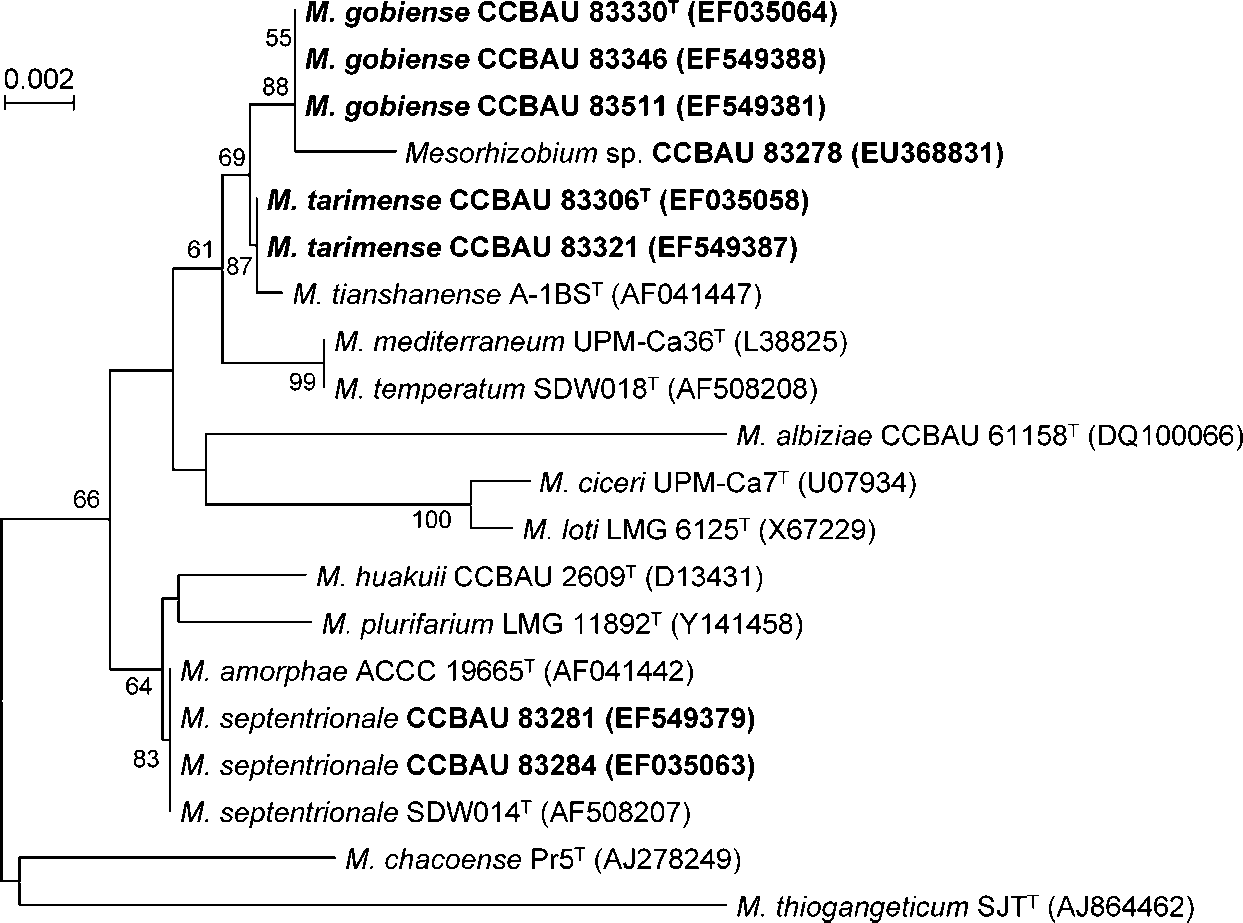 M. gobiense CCBAU 83330ᵀ (EF035064)
55
M. gobiense CCBAU 83346 (EF549388)
0.002
88
M. gobiense CCBAU 83511 (EF549381)
Mesorhizobium sp. CCBAU 83278 (EU368831)
69
M. tarimense CCBAU 83306ᵀ (EF035058)
61
M. tarimense CCBAU 83321 (EF549387)
87
M. tianshanense A-1BSᵀ (AF041447)
M. mediterraneum UPM-Ca36ᵀ (L38825)
99
M. temperatum SDW018ᵀ (AF508208)
M. albiziae CCBAU 61158ᵀ (DQ100066)
M. ciceri UPM-Ca7ᵀ (U07934)
66
100
M. loti LMG 6125ᵀ (X67229)
M. huakuii CCBAU 2609ᵀ (D13431)
M. plurifarium LMG 11892ᵀ (Y141458)
M. amorphae ACCC 19665ᵀ (AF041442)
64
M. septentrionale CCBAU 83281 (EF549379)
83
M. septentrionale CCBAU 83284 (EF035063)
M. septentrionale SDW014ᵀ (AF508207)
M. chacoense Pr5ᵀ (AJ278249)
M. thiogangeticum SJTᵀ (AJ864462)